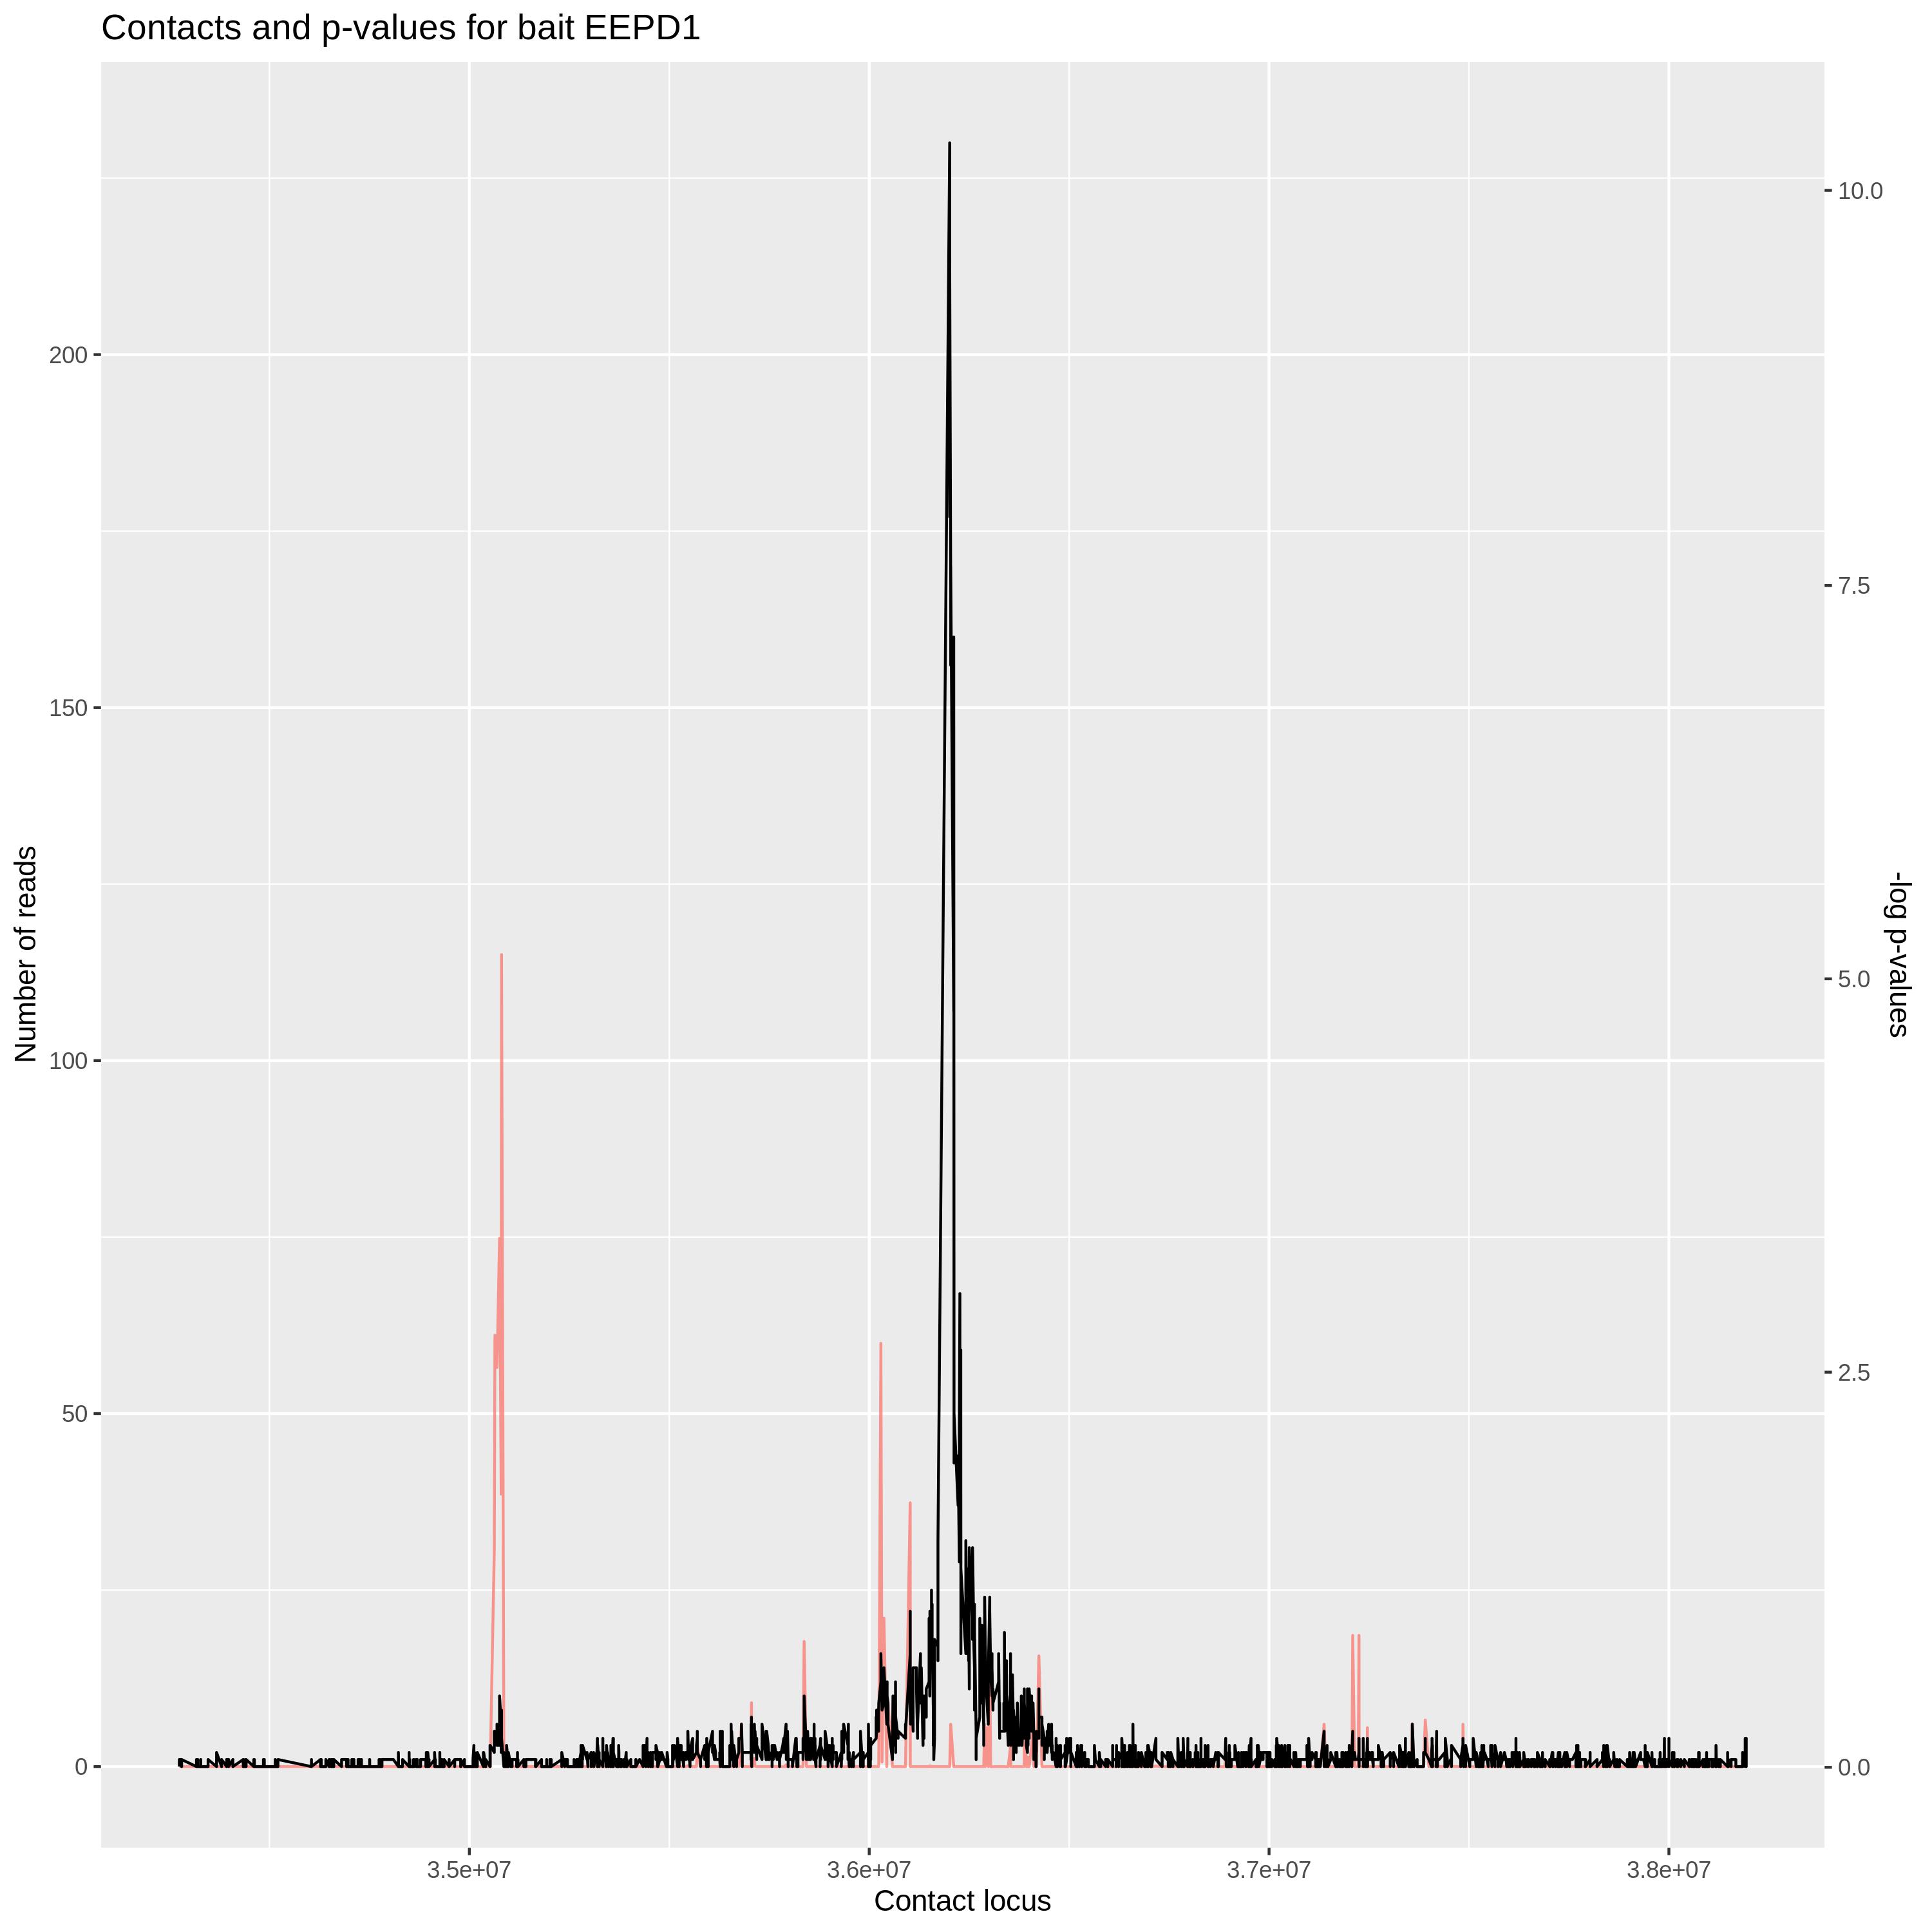 Contacts and p-values for bait EEPD1
200
150
100
50
0
Number of reads
10.0
7.5
5.0
2.5
0.0
-log p-values
3.5e+07
3.6e+07
3.7e+07
3.8e+07
Contact locus